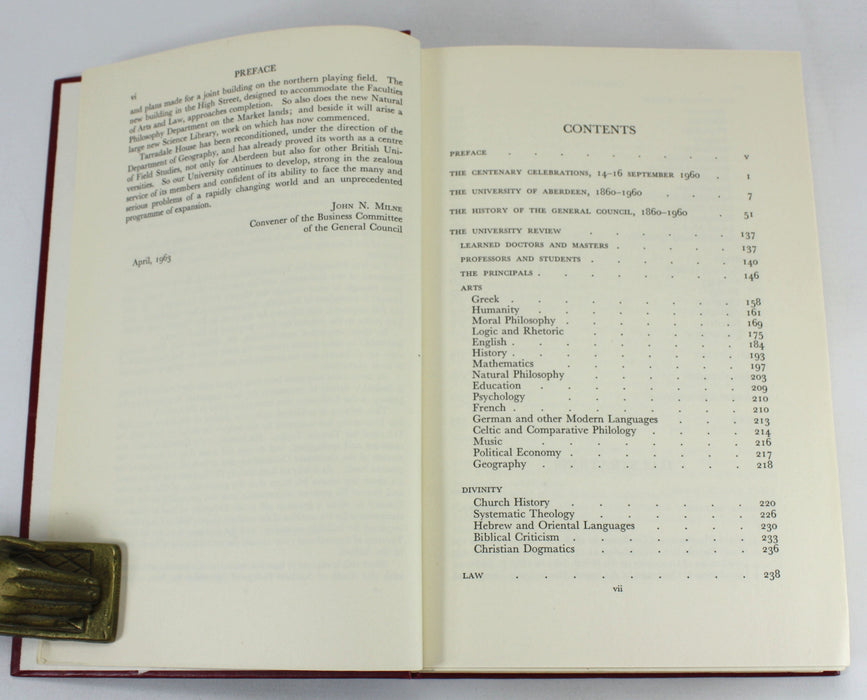 vi
PREFACE
and plans made for a joint building on the northern playing field. The
new building in the High Street, designed to accommodate the Faculties
of Arts and Law, approaches completion. So also does the new Natural
Philosophy Department on the Market lands; and beside it will arise a
large new Science Library, work on which has now commenced.
Tarradale House has been reconditioned, under the direction of the
Department of Geography, and has already proved its worth as a centre
of Field Studies, not only for Aberdeen but also for other British Uni-
versities. So our University continues to develop, strong in the zealous
service of its members and confident of its ability to face the many and
serious problems of a rapidly changing world and an unprecedented
programme of expansion.
JOHN N. MILNE
Convener of the Business Committee
of the General Council
April, 1963
CONTENTS
PREFACE . . . . . . . . v
THE CENTENARY CELEBRATIONS, 14-16 SEPTEMBER 1960 . 1
THE UNIVERSITY OF ABERDEEN, 1860-1960 . . . 7
THE HISTORY OF THE GENERAL COUNCIL, 1860-1960 . 51
THE UNIVERSITY REVIEW . . . . . . 137
LEARNED DOCTORS AND MASTERS . . . . . 137
PROFESSORS AND STUDENTS . . . . . . 140
THE PRINCIPALS . . . . . . . . 146
ARTS
Greek . . . . . . . . . 158
Humanity . . . . . . . . 161
Moral Philosophy . . . . . . . 169
Logic and Rhetoric . . . . . . 175
English . . . . . . . . . 184
History . . . . . . . . . 193
Mathematics . . . . . . . 197
Natural Philosophy . . . . . . 203
Education . . . . . . . . 209
Psychology . . . . . . . 210
French . . . . . . . . . 210
German and other Modern Languages . . . . 213
Celtic and Comparative Philology . . . . 214
Music . . . . . . . . 216
Political Economy . . . . . . . 217
Geography . . . . . . . . 218
DIVINITY
Church History . . . . . . . 220
Systematic Theology . . . . . . 226
Hebrew and Oriental Languages . . . . 230
Biblical Criticism . . . . . . . 233
Christian Dogmatics . . . . . . 236
LAW . . . . . . . . . 238
vii